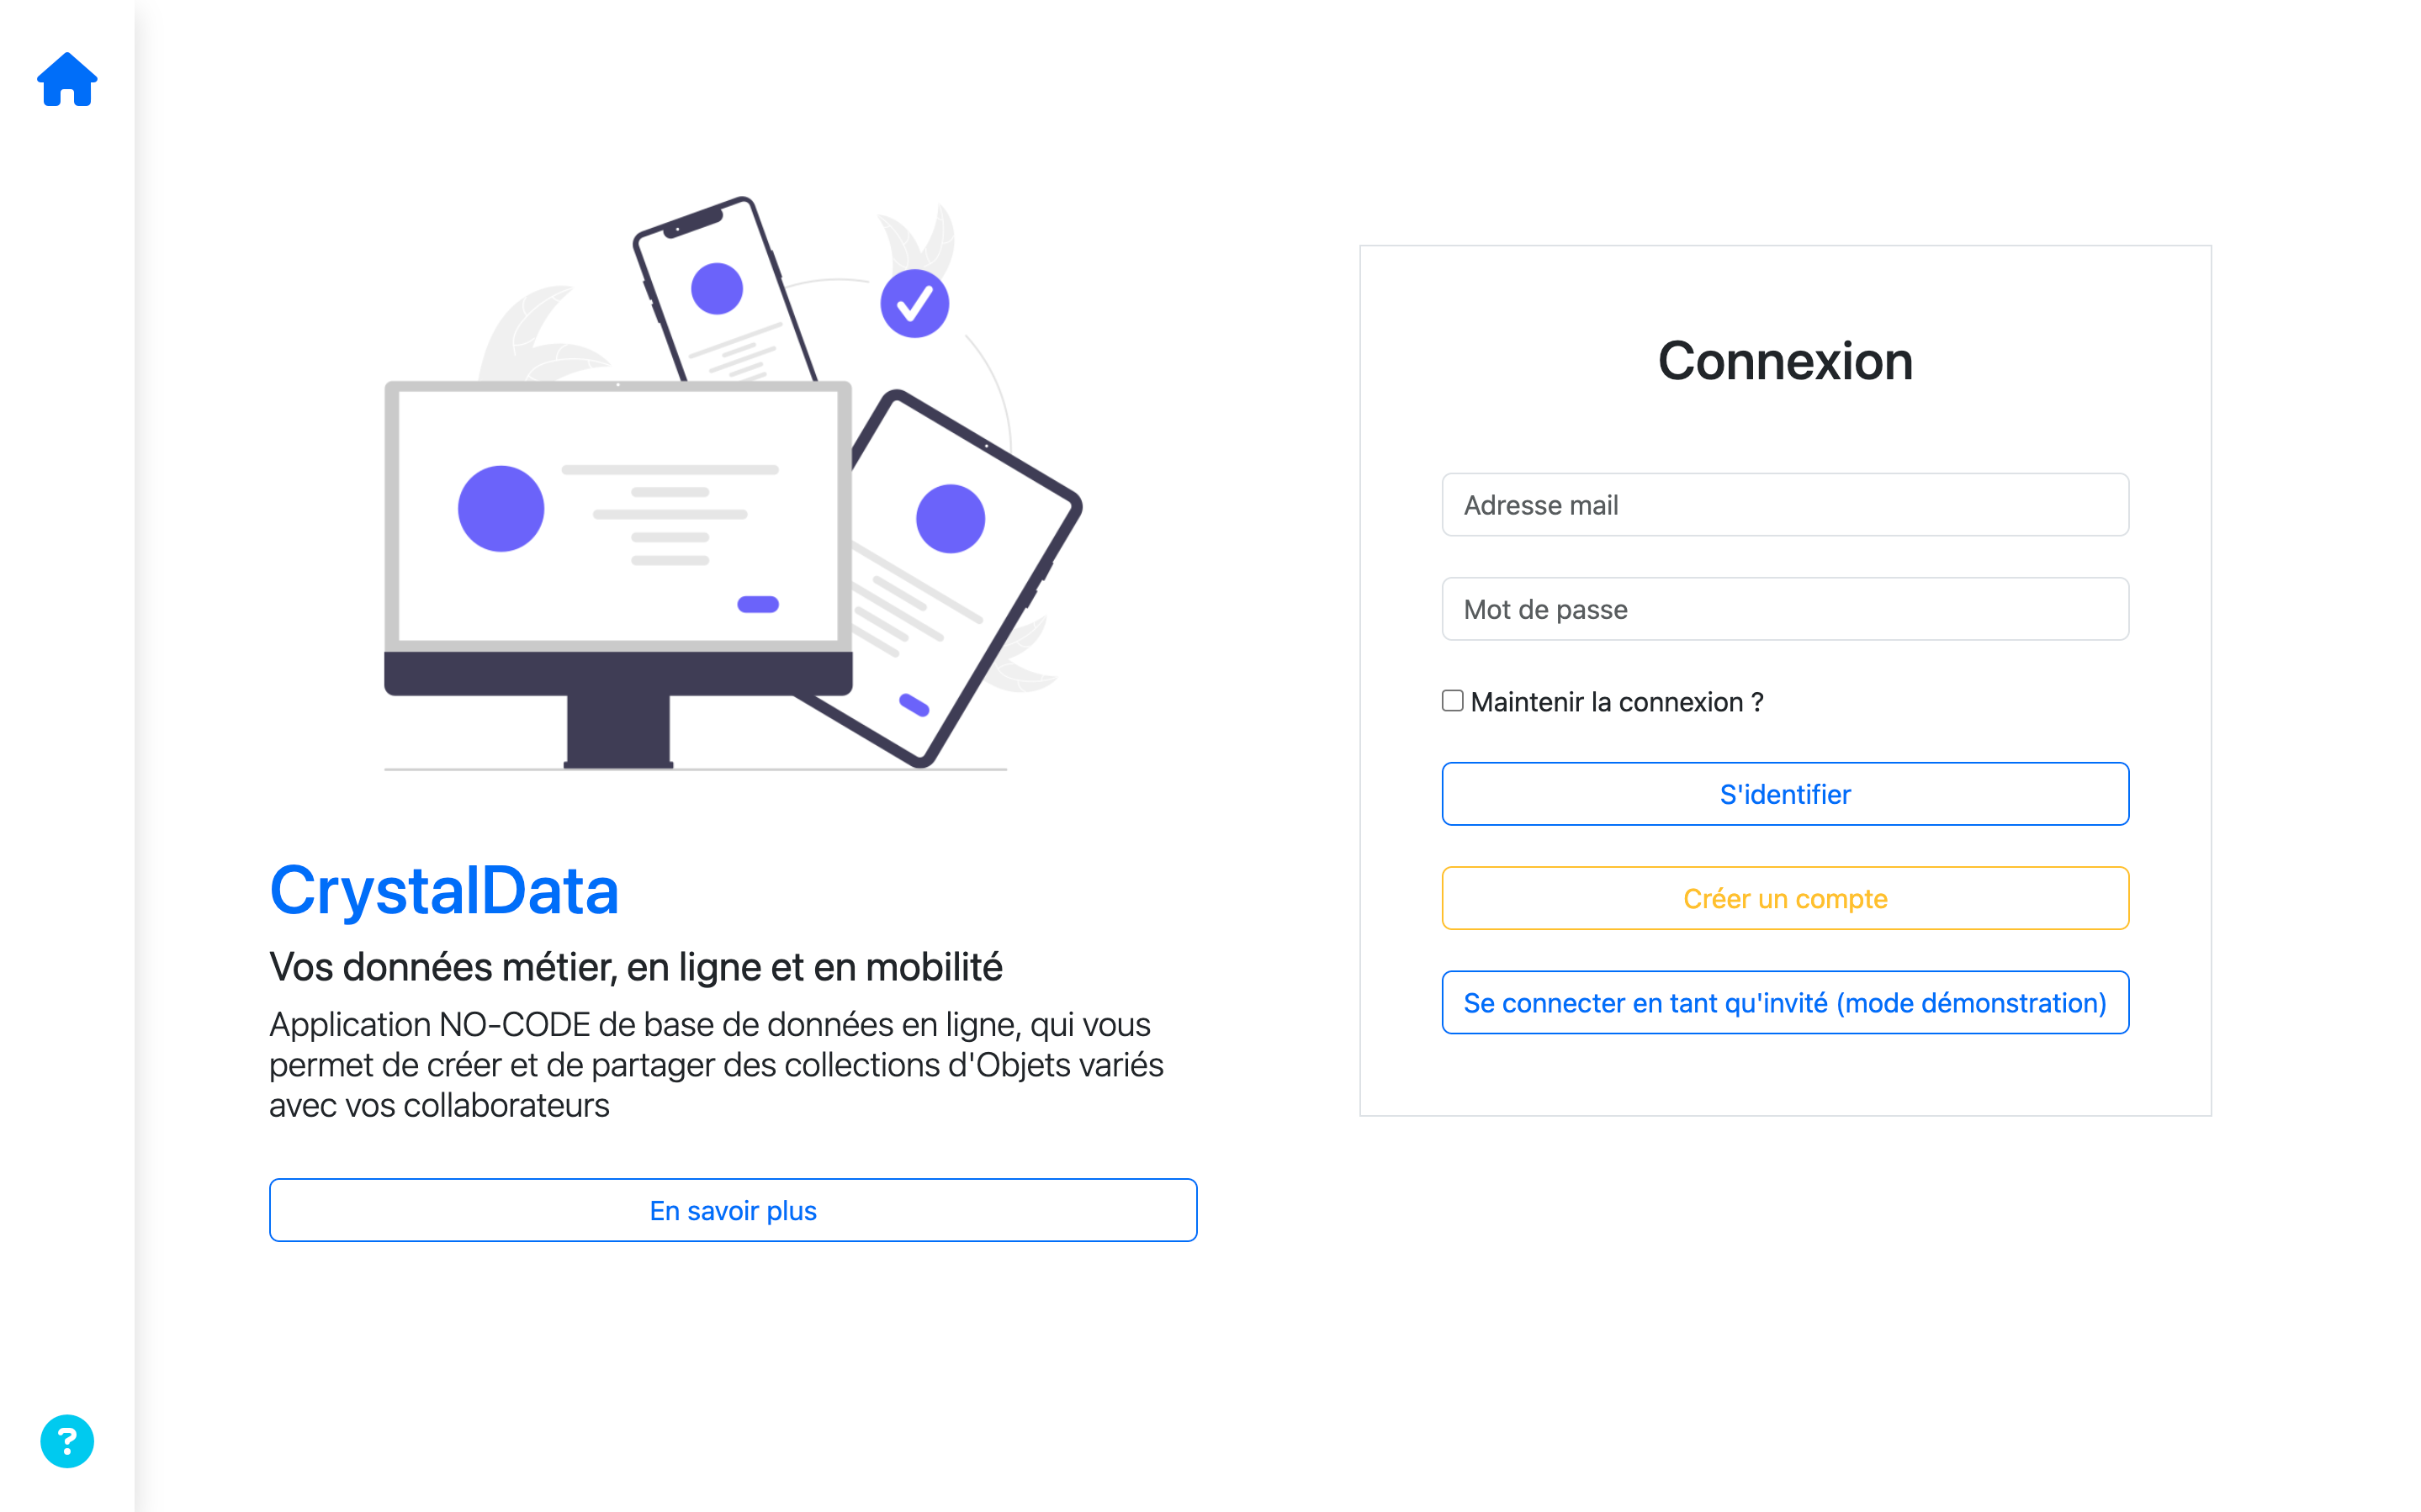 CrystalData
Vos données métier, en ligne et en mobilité
Application NO-CODE de base de données en ligne, qui vous
permet de créer et de partager des collections d'Objets variés
avec vos collaborateurs
En savoir plus
Connexion
Adresse mail
Mot de passe
Maintenir la connexion ?
S'identifier
Créer un compte
Se connecter en tant qu'invité (mode démonstration)
?